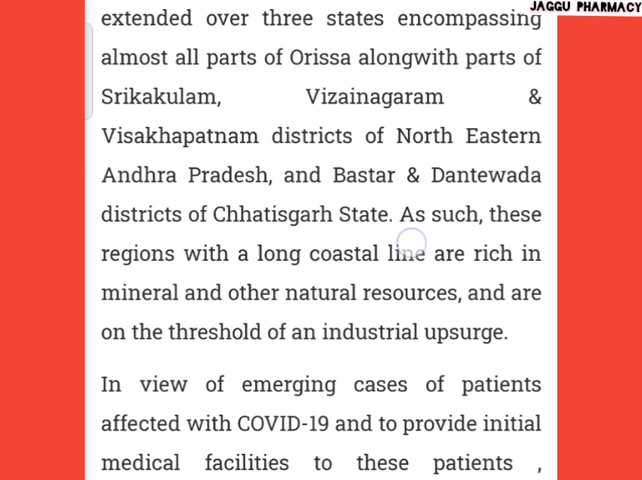 JAGGU PHARMACY
extended over three states encompassing
almost all parts of Orissa alongwith parts of
Srikakulam, Vizainagaram &
Visakhapatnam districts of North Eastern
Andhra Pradesh, and Bastar & Dantewada
districts of Chhatisgarh State. As such, these
regions with a long coastal line are rich in
mineral and other natural resources, and are
on the threshold of an industrial upsurge.
In view of emerging cases of patients
affected with COVID-19 and to provide initial
medical facilities to these patients ,